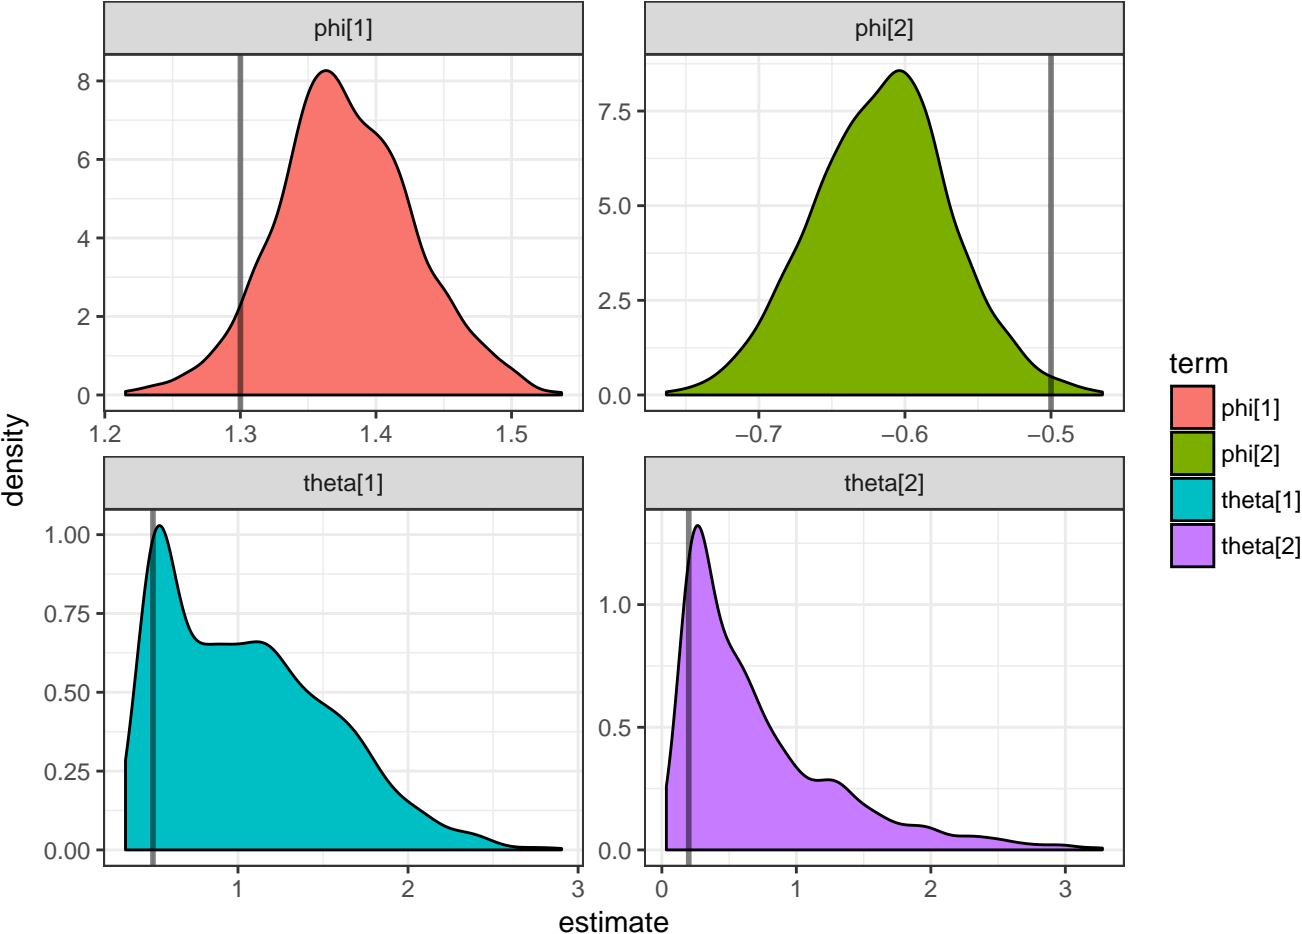 phi[1]
phi[2]
8
6
4
2
0
7.5
5.0
2.5
0.0
1.2 1.3 1.4 1.5
−0.7 −0.6 −0.5
density
theta[1]
theta[2]
1.00
0.75
0.50
0.25
0.00
1.0
0.5
0.0
1 2 3
0 1 2 3
estimate
term
phi[1]
phi[2]
theta[1]
theta[2]